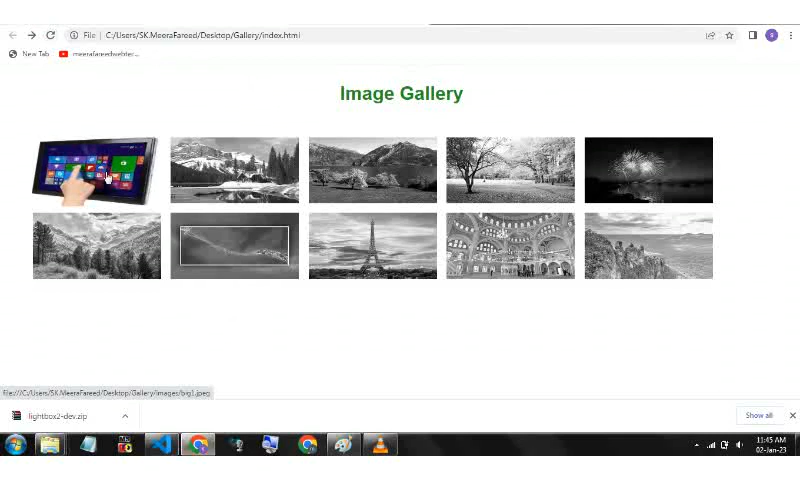 File | C:/Users/SK.MeeraFareed/Desktop/Gallery/index.html
S
New Tab
meerafareedwebter...
Image Gallery
file:///C:/Users/SK.MeeraFareed/Desktop/Gallery/images/big1.jpeg
lightbox2-dev.zip
Show all
11:45 AM
02-Jan-23